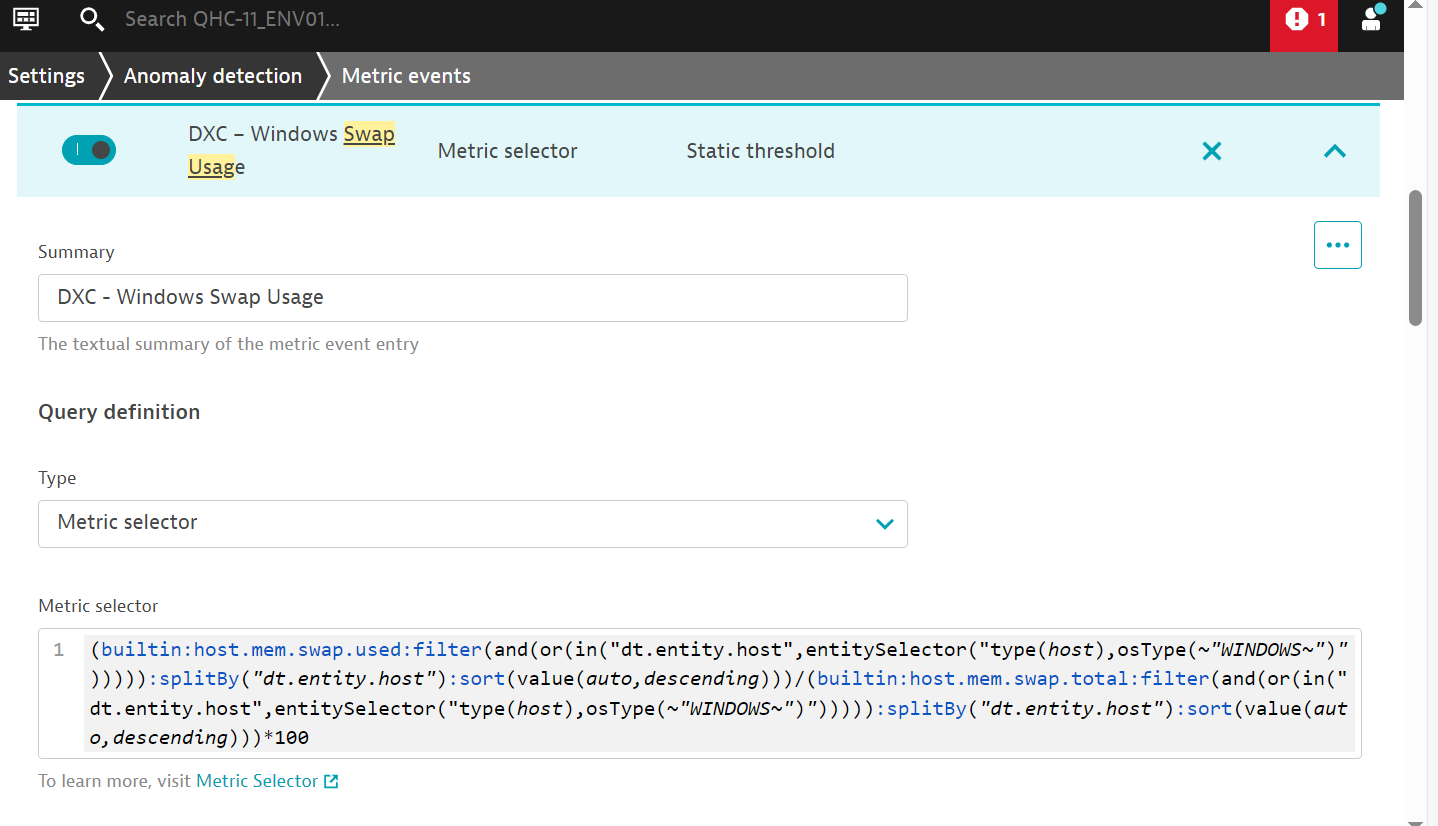 Search QHC-11_ENV01...
1
Settings
Anomaly detection
Metric events
DXC – Windows Swap
Usage
Metric selector
Static threshold
Summary
DXC - Windows Swap Usage
The textual summary of the metric event entry
Query definition
Type
Metric selector
Metric selector
1
(builtin:host.mem.swap.used:filter(and(or(in("dt.entity.host",entitySelector("type(host),osType(~"WINDOWS~")"
))))):splitBy("dt.entity.host"):sort(value(auto,descending)))/(builtin:host.mem.swap.total:filter(and(or(in("
dt.entity.host",entitySelector("type(host),osType(~"WINDOWS~")"))))):splitBy("dt.entity.host"):sort(value(aut
o,descending)))*100
To learn more, visit Metric Selector